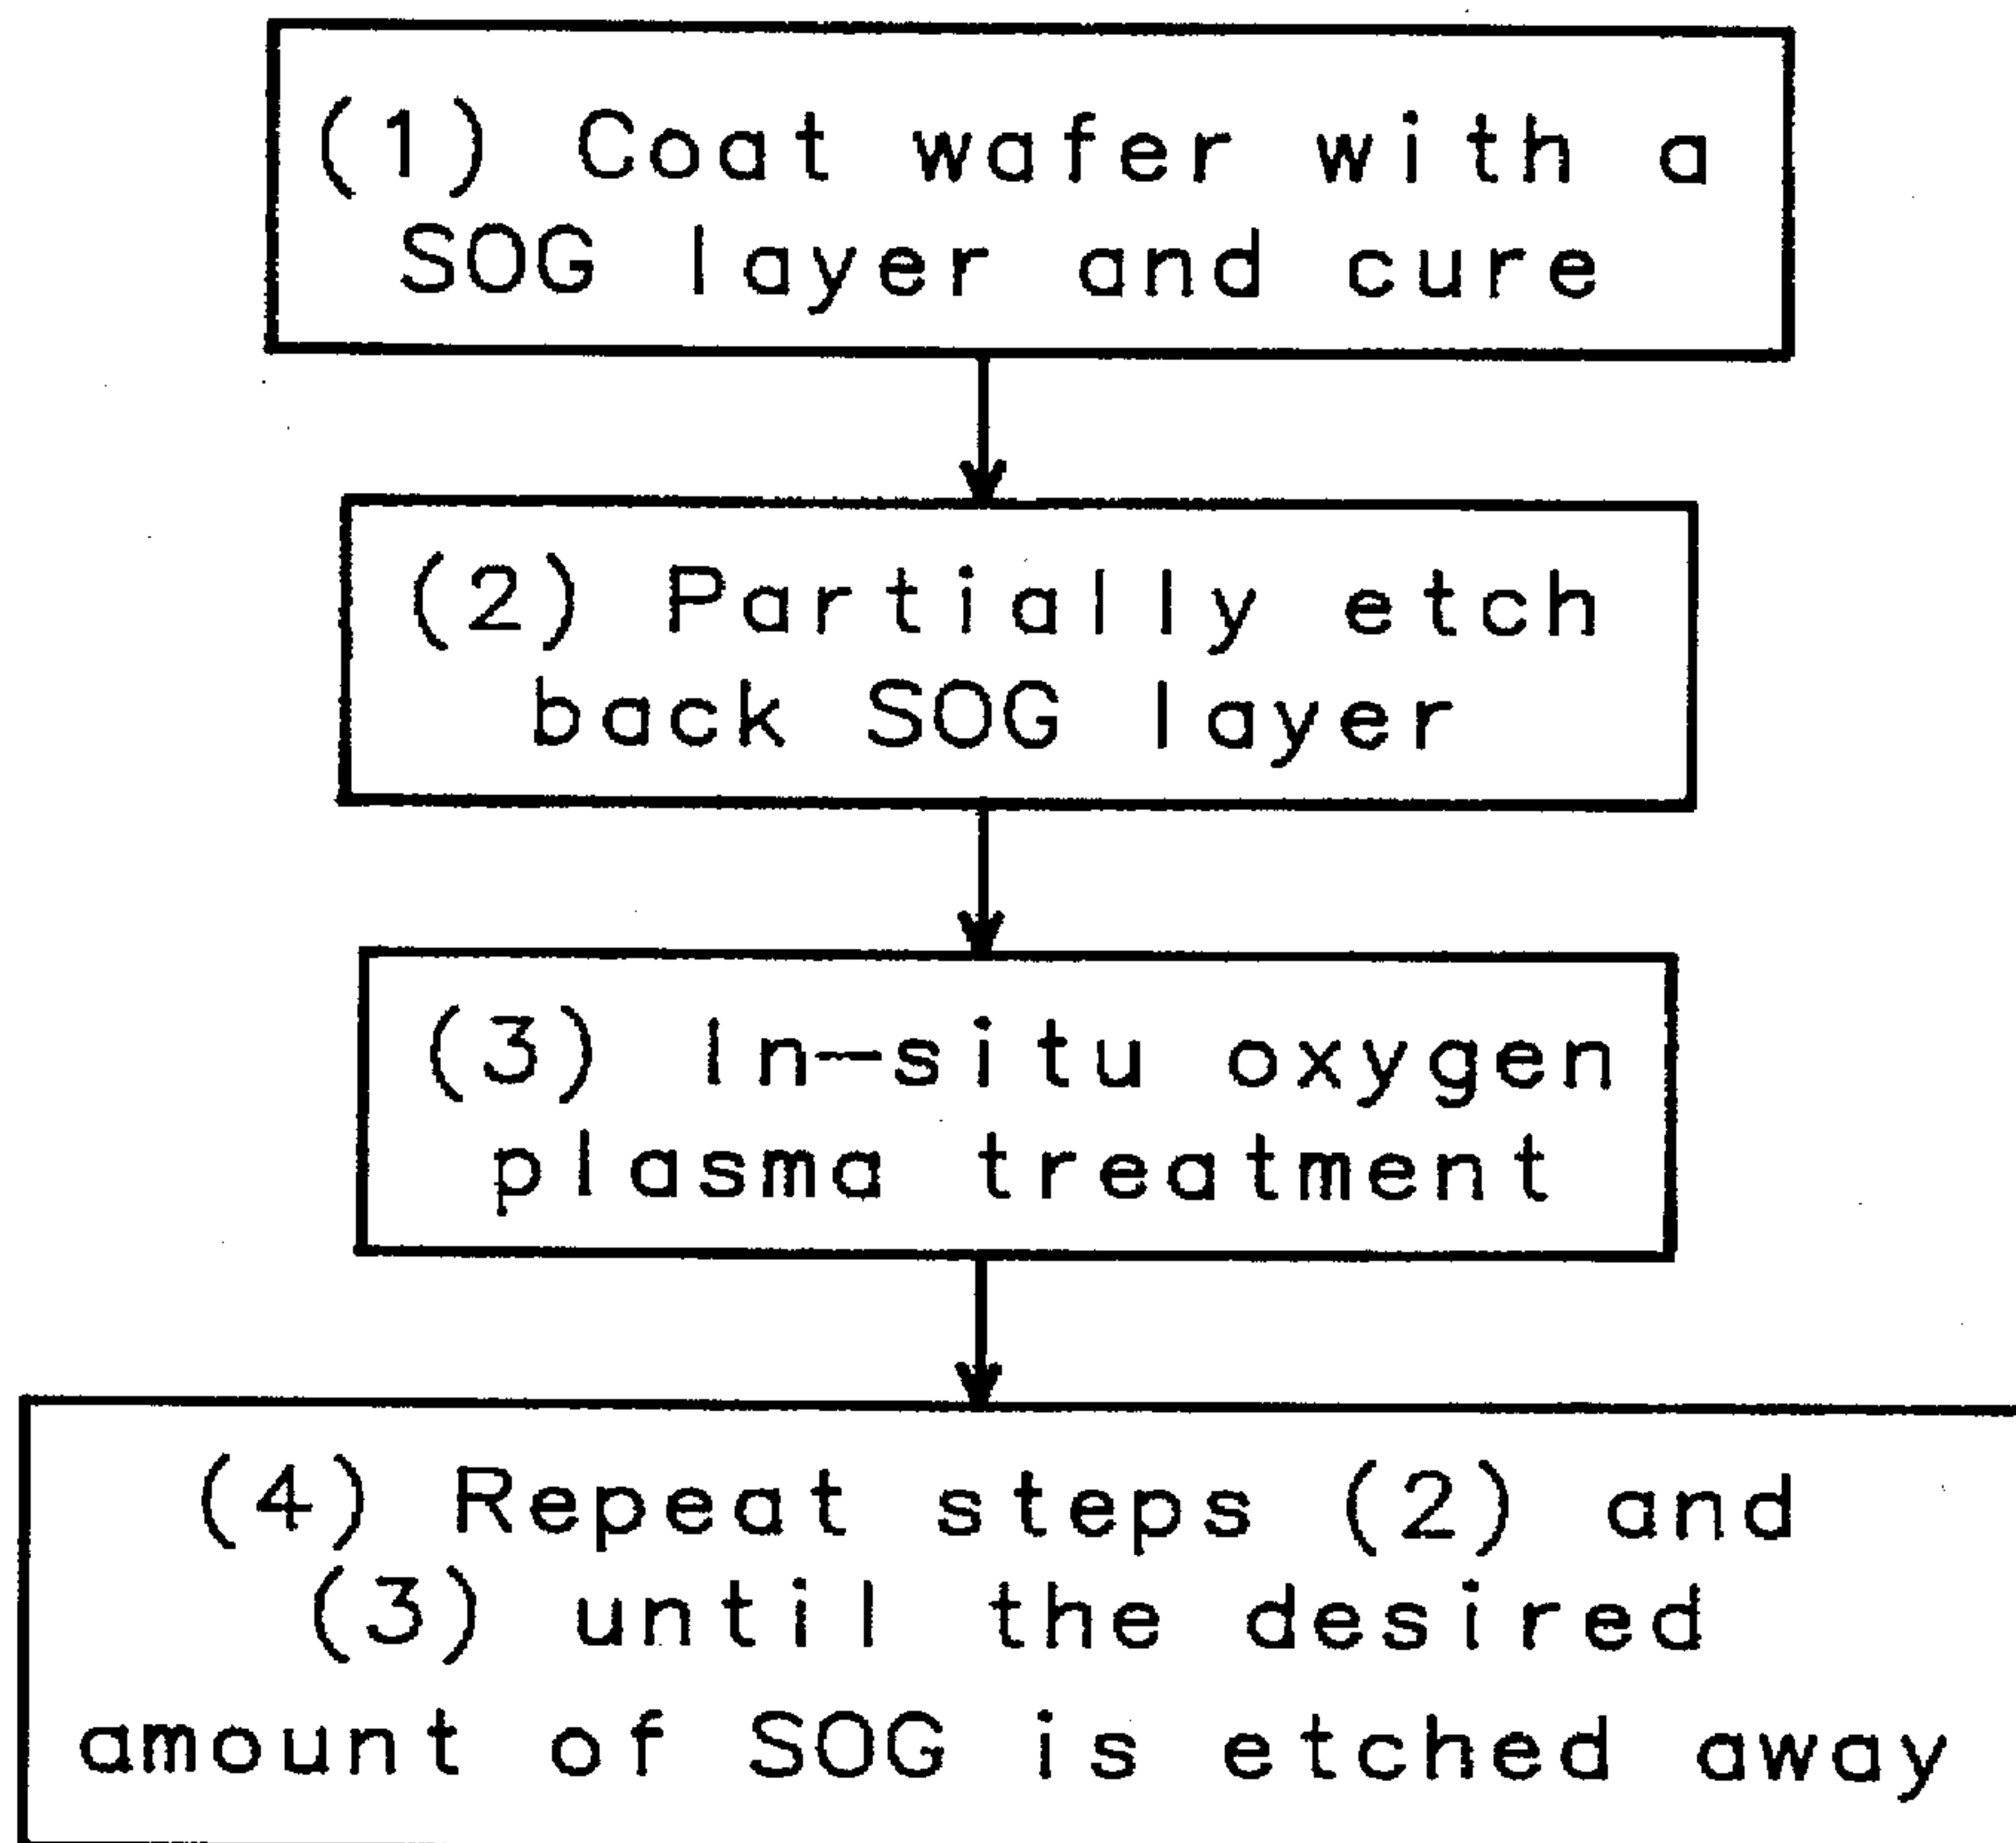 (1) Coat wafer with a
SOG layer and cure
(2) Partially etch
back SOG layer
(3) In-situ oxygen
plasma treatment
(4) Repeat steps (2) and
(3) until the desired
amount of SOG is etched away